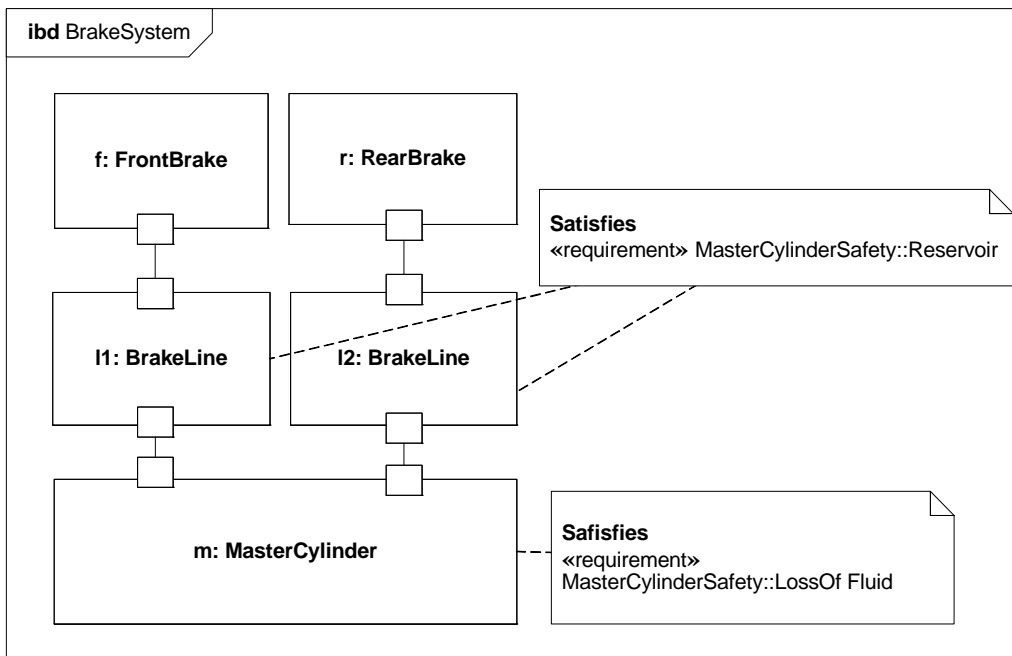 ibd BrakeSystem
f: FrontBrake
r: RearBrake
Satisfies
«requirement» MasterCylinderSafety::Reservoir
l1: BrakeLine
l2: BrakeLine
m: MasterCylinder
Safisfies
«requirement»
MasterCylinderSafety::LossOf Fluid